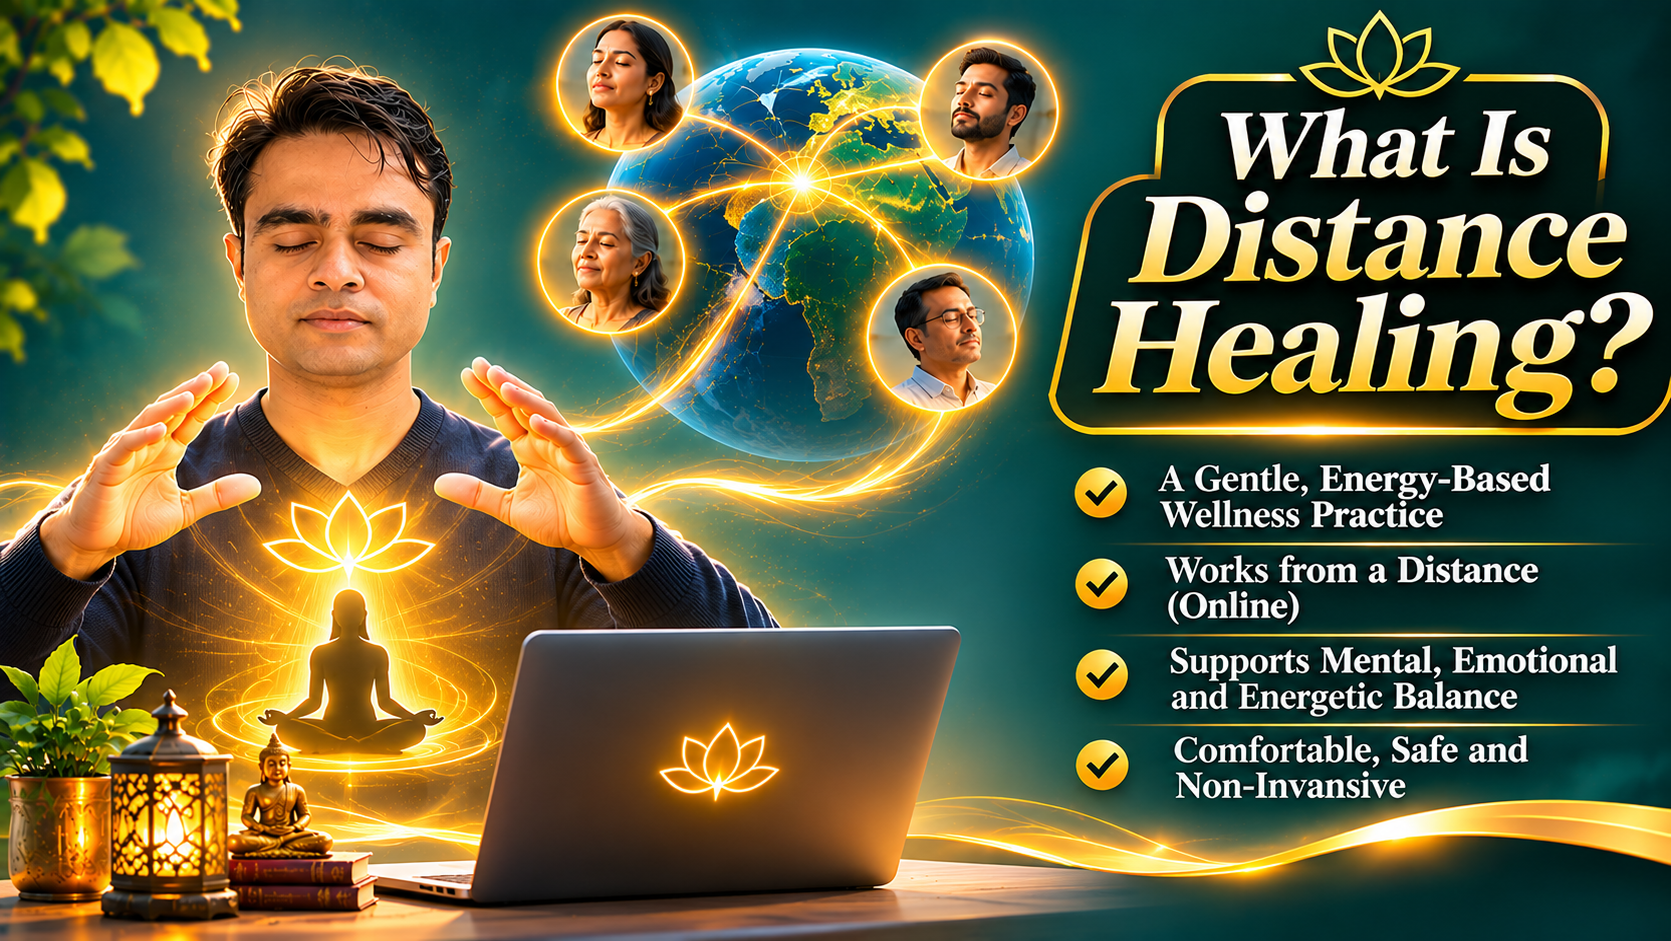 What Is
Distance
Healing?
A Gentle, Energy-Based
Wellness Practice
Works from a Distance
(Online)
Supports Mental, Emotional
and Energetic Balance
Comfortable, Safe and
Non-Invansive